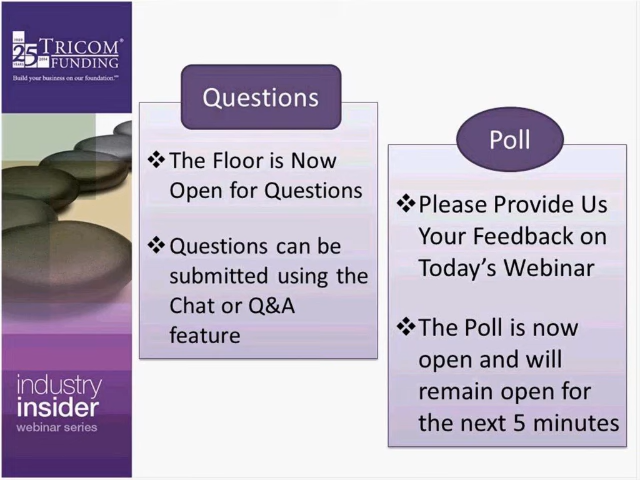 25
TRICOM®
FUNDING
Build your business on our foundation.℠
Questions
❖The Floor is Now
Open for Questions
❖Questions can be
submitted using the
Chat or Q&A
feature
Poll
❖Please Provide Us
Your Feedback on
Today's Webinar
❖The Poll is now
open and will
remain open for
the next 5 minutes
industry
insider
webinar series